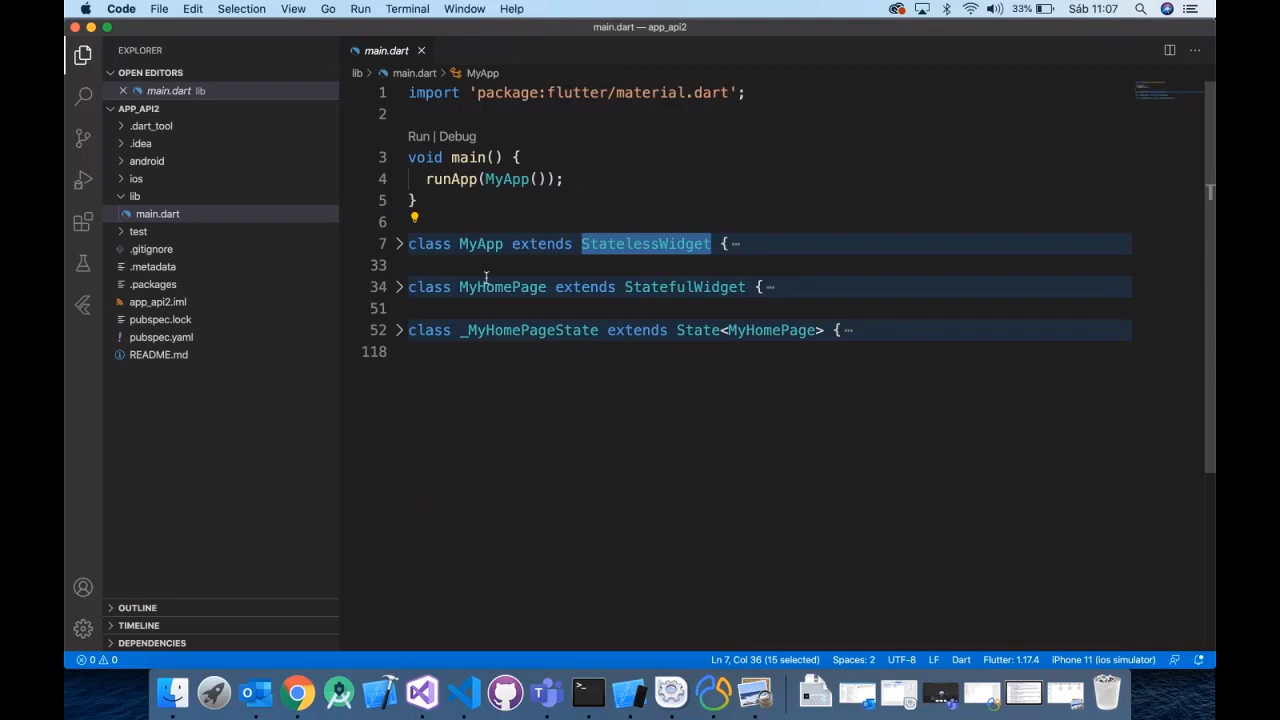 Code File Edit Selection View Go Run Terminal Window Help 33% Sáb 11:07
main.dart — app_api2
EXPLORER
OPEN EDITORS
main.dart lib
APP_API2
.dart_tool
.idea
android
ios
lib
main.dart
test
.gitignore
.metadata
.packages
app_api2.iml
pubspec.lock
pubspec.yaml
README.md
OUTLINE
TIMELINE
DEPENDENCIES
main.dart
lib > main.dart > MyApp
1 import 'package:flutter/material.dart';
2
Run | Debug
3 void main() {
4 runApp(MyApp());
5 }
6
7 class MyApp extends StatelessWidget {
33
34 class MyHomePage extends StatefulWidget {
51
52 class _MyHomePageState extends State<MyHomePage> {
118
0 0 Ln 7, Col 36 (15 selected) Spaces: 2 UTF-8 LF Dart Flutter: 1.17.4 iPhone 11 (ios simulator)